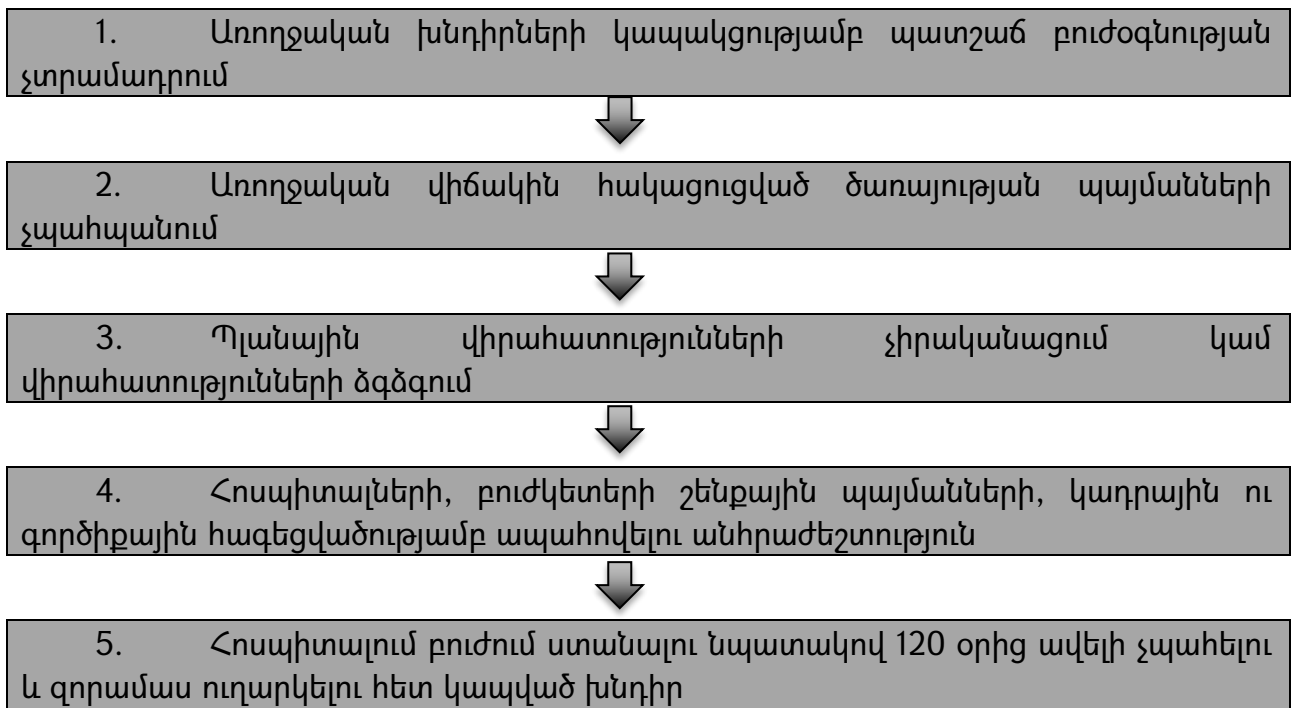 1. Առողջական խնդիրների կապակցությամբ պատշաճ բուժօգնության
չտրամադրում
2. Առողջական վիճակին հակացուցված ծառայության պայմանների
չպահպանում
3. Պլանային վիրահատությունների չիրականացում կամ
վիրահատությունների ձգձգում
4. Հոսպիտալների, բուժկետերի շենքային պայմանների, կադրային ու
գործիքային հագեցվածությամբ ապահովելու անհրաժեշտություն
5. Հոսպիտալում բուժում ստանալու նպատակով 120 օրից ավելի չպահելու
և զորամաս ուղարկելու հետ կապված խնդիր